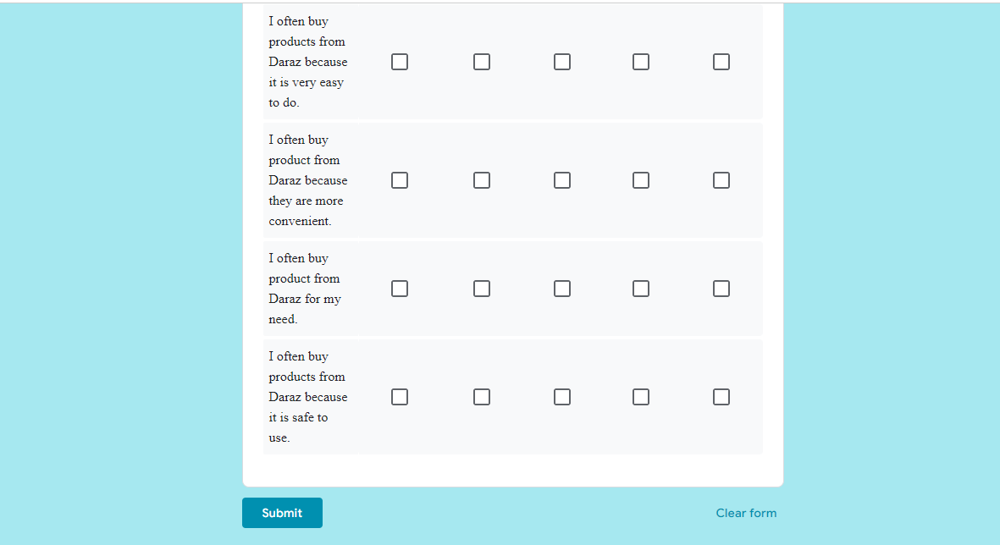 I often buy
products from
Daraz because
it is very easy
to do.
I often buy
product from
Daraz because
they are more
convenient.
I often buy
product from
Daraz for my
need.
I often buy
products from
Daraz because
it is safe to
use.
Submit
Clear form